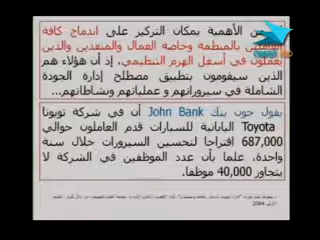 من الأهمية بمكان التركيز على اندماج كافة
العاملين بالمنظمة وخاصة العمال والمنفذين والذين
يعملون في أسفل الهرم التنظيمي، إذ أن هؤلاء هم
الذين سيقومون بتطبيق مصطلح إدارة الجودة
الشاملة في سيروراتهم و عملياتهم ونشاطاتهم...
يقول جون بنك John Bank أن في شركة تويوتا
Toyota اليابانية للسيارات قدم العاملون حوالي
687,000 اقتراحا لتحسين السيرورات خلال سنة
واحدة، علما بأن عدد الموظفين في الشركة لا
يتجاوز 40,000 موظفا.
2004